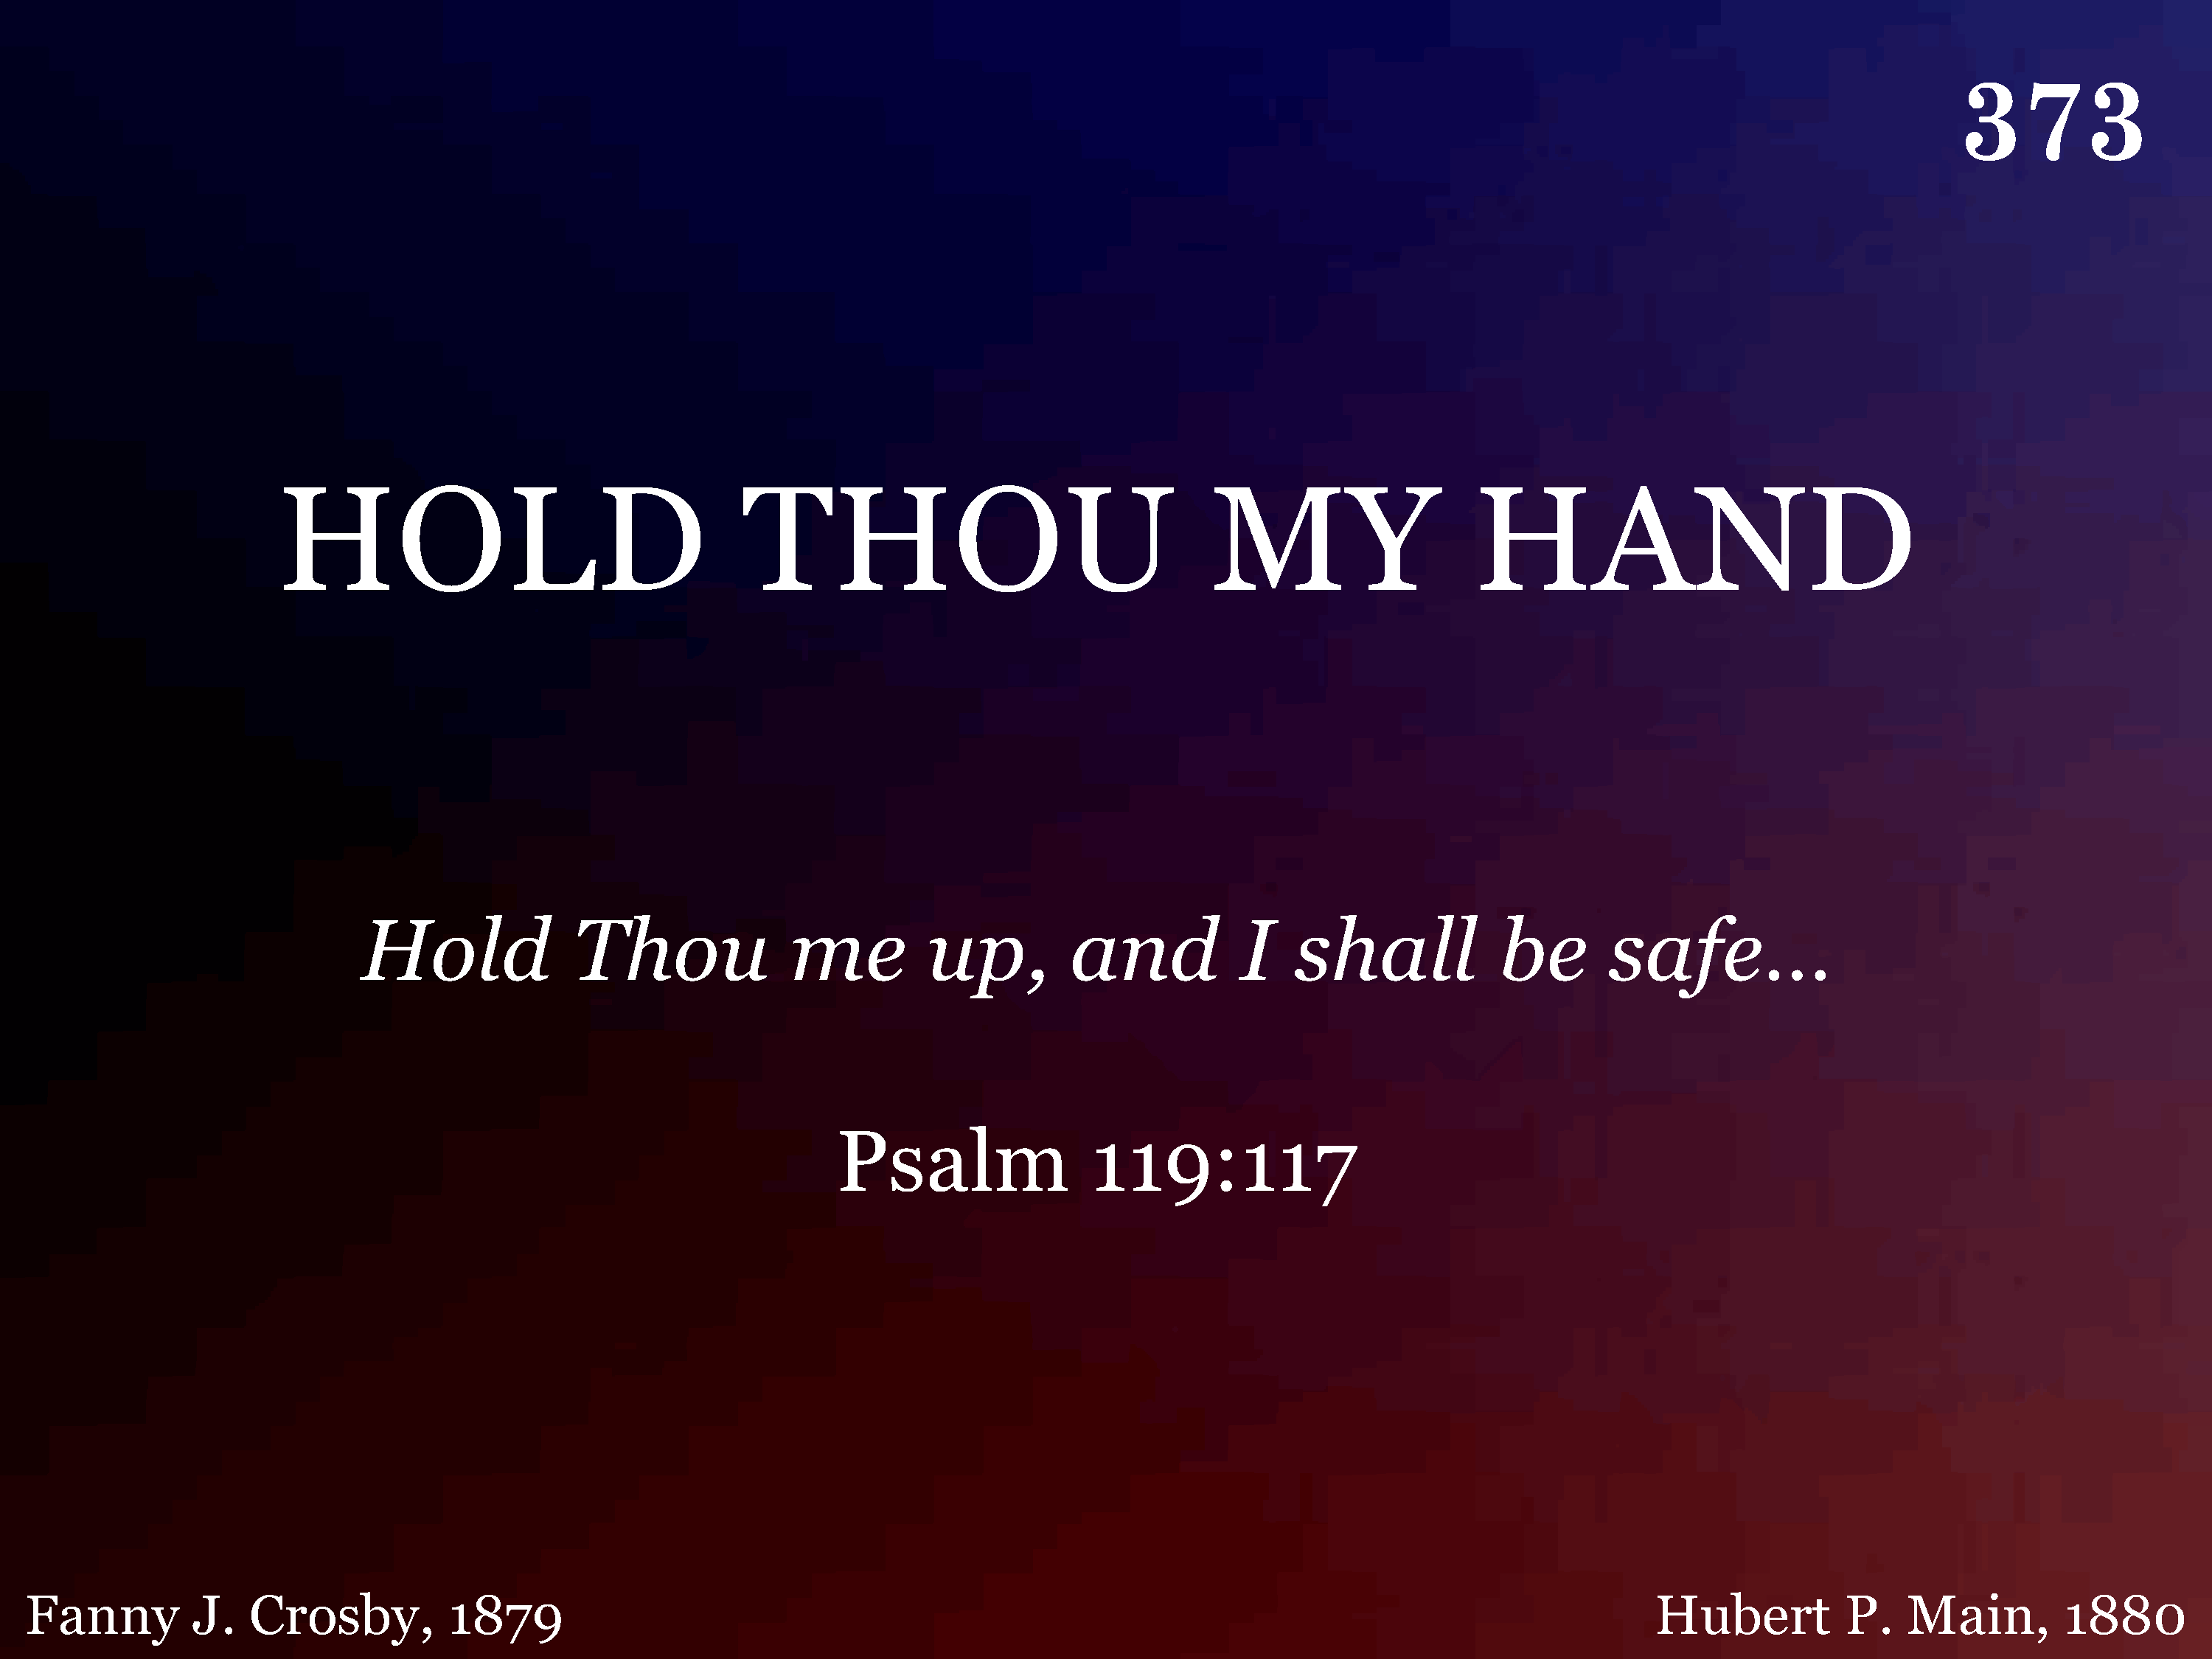 373
HOLD THOU MY HAND
Hold Thou me up, and I shall be safe...
Psalm 119:117
Fanny J. Crosby, 1879
Hubert P. Main, 1880